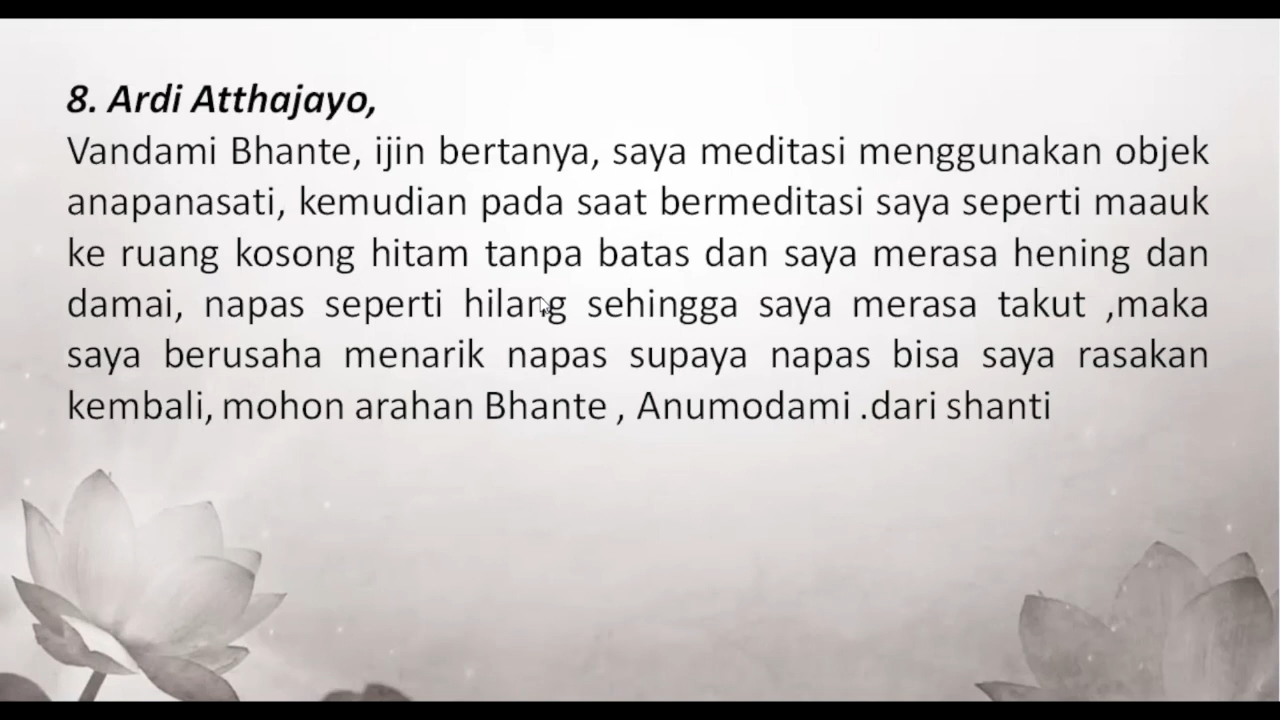 8. Ardi Atthajayo,
Vandami Bhante, ijin bertanya, saya meditasi menggunakan objek
anapanasati, kemudian pada saat bermeditasi saya seperti maauk
ke ruang kosong hitam tanpa batas dan saya merasa hening dan
damai, napas seperti hilang sehingga saya merasa takut ,maka
saya berusaha menarik napas supaya napas bisa saya rasakan
kembali, mohon arahan Bhante , Anumodami .dari shanti